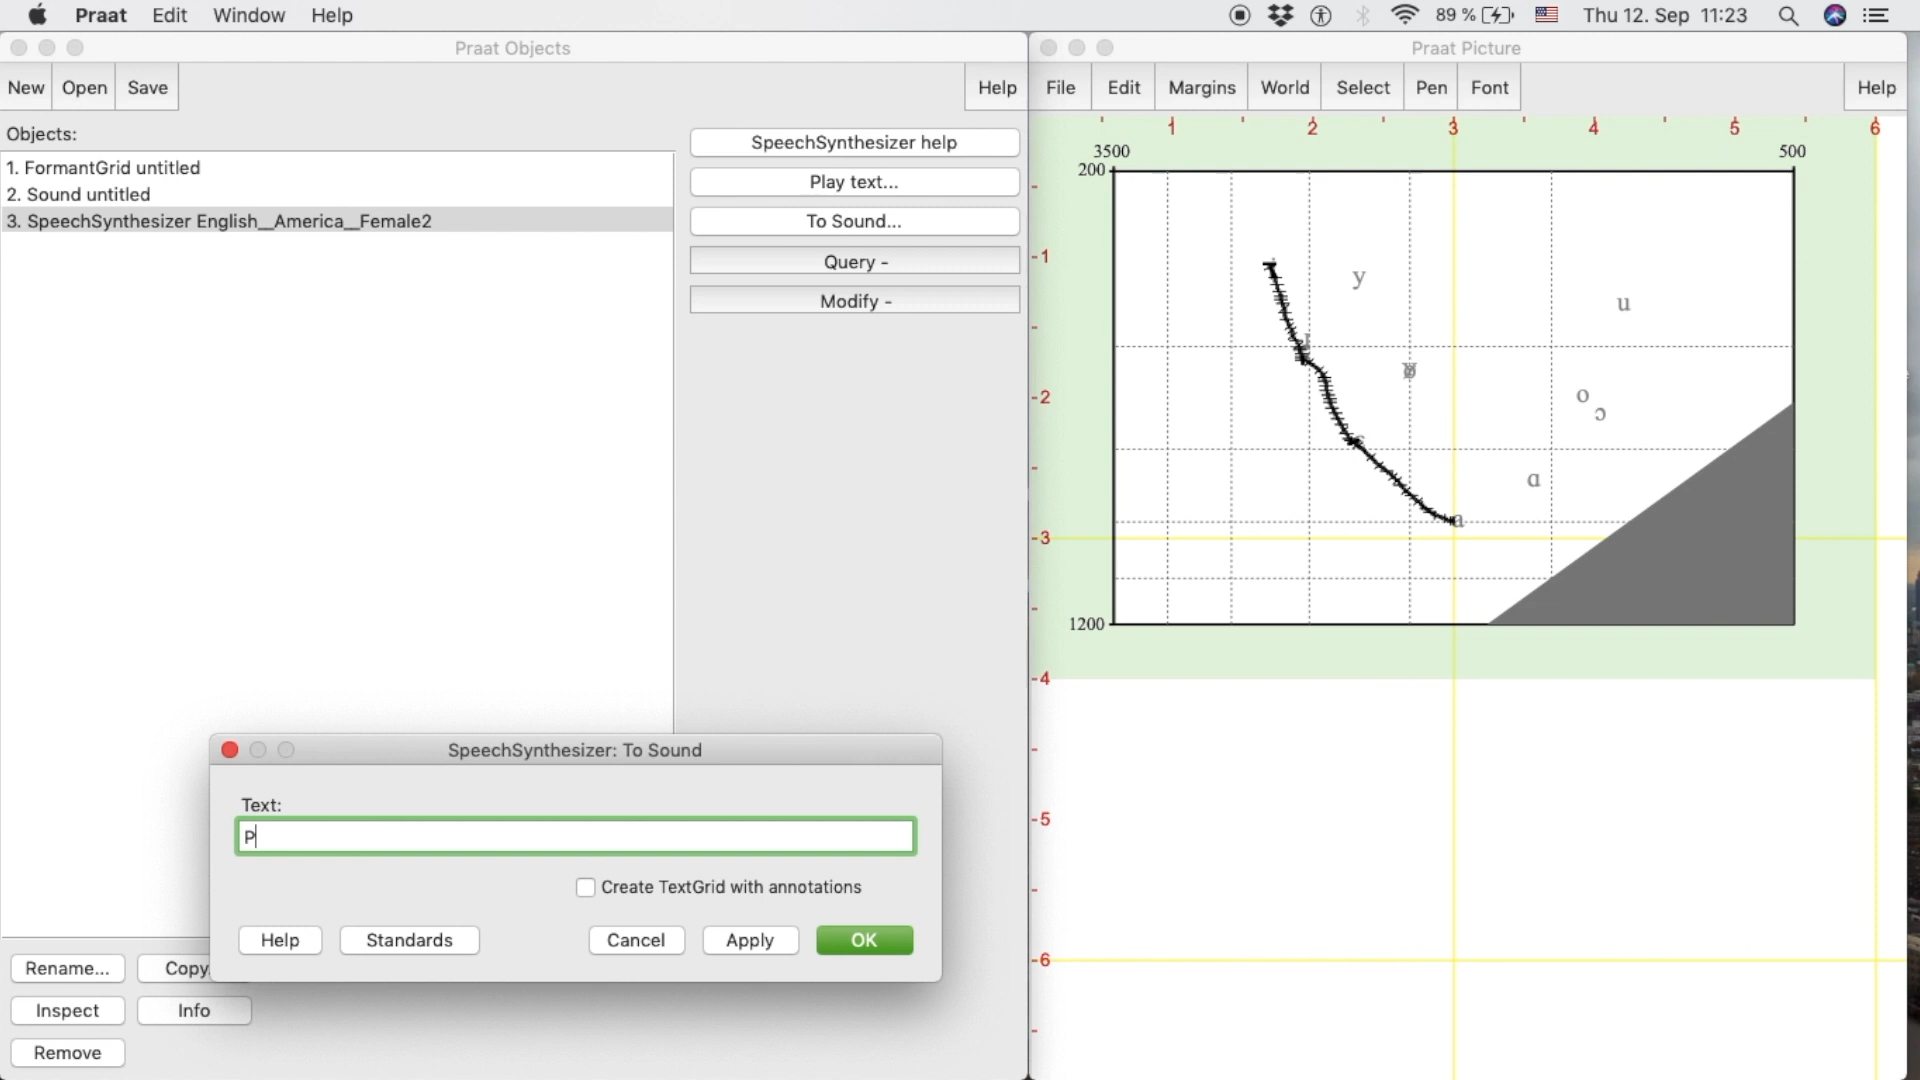 Praat Edit Window Help 89 % Thu 12. Sep 11:23
Praat Objects
New Open Save Help
Objects:
1. FormantGrid untitled
2. Sound untitled
3. SpeechSynthesizer English__America__Female2
SpeechSynthesizer help
Play text...
To Sound...
Query -
Modify -
SpeechSynthesizer: To Sound
Text:
P
Create TextGrid with annotations
Help Standards Cancel Apply OK
Rename... Copy
Inspect Info
Remove
Praat Picture
File Edit Margins World Select Pen Font Help
1 2 3 4 5 6
3500 500
200
-1
y
u
-2
o
ɔ
ɑ
a
-3
1200
-4
-5
-6